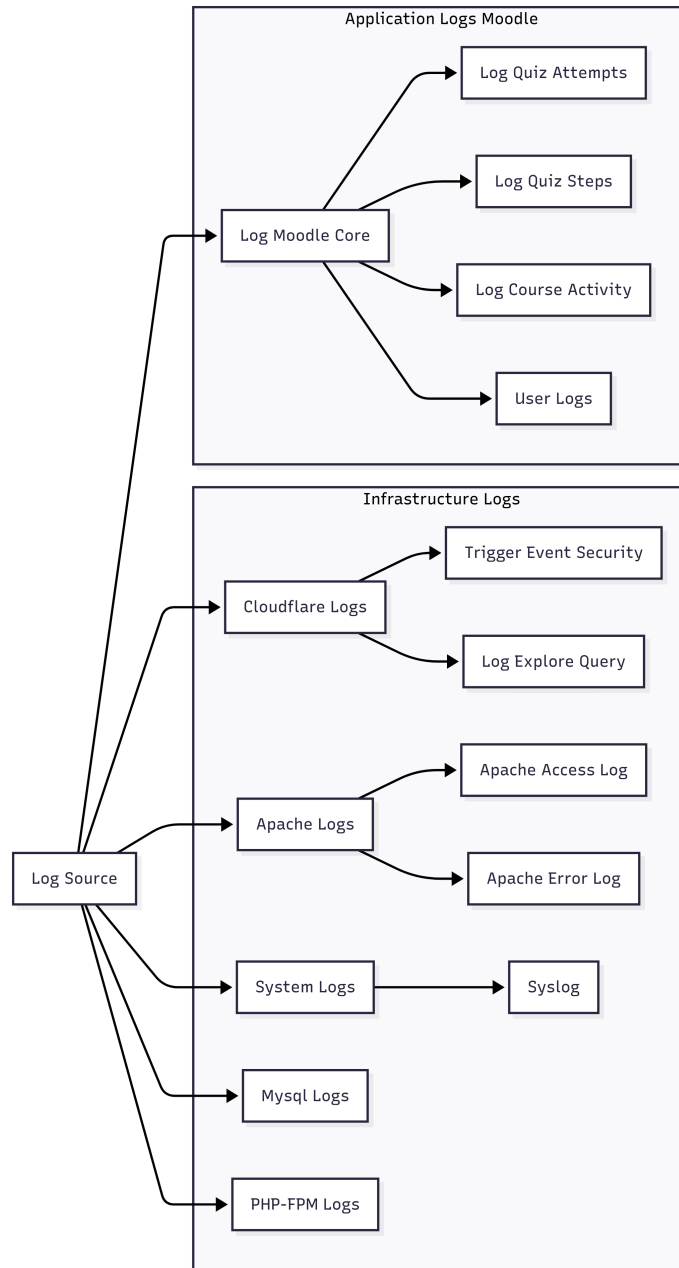 Application Logs Moodle
Log Quiz Attempts
Log Quiz Steps
Log Moodle Core
Log Course Activity
User Logs
Infrastructure Logs
Trigger Event Security
Cloudflare Logs
Log Explore Query
Apache Access Log
Apache Logs
Log Source
Apache Error Log
System Logs
Syslog
Mysql Logs
PHP-FPM Logs